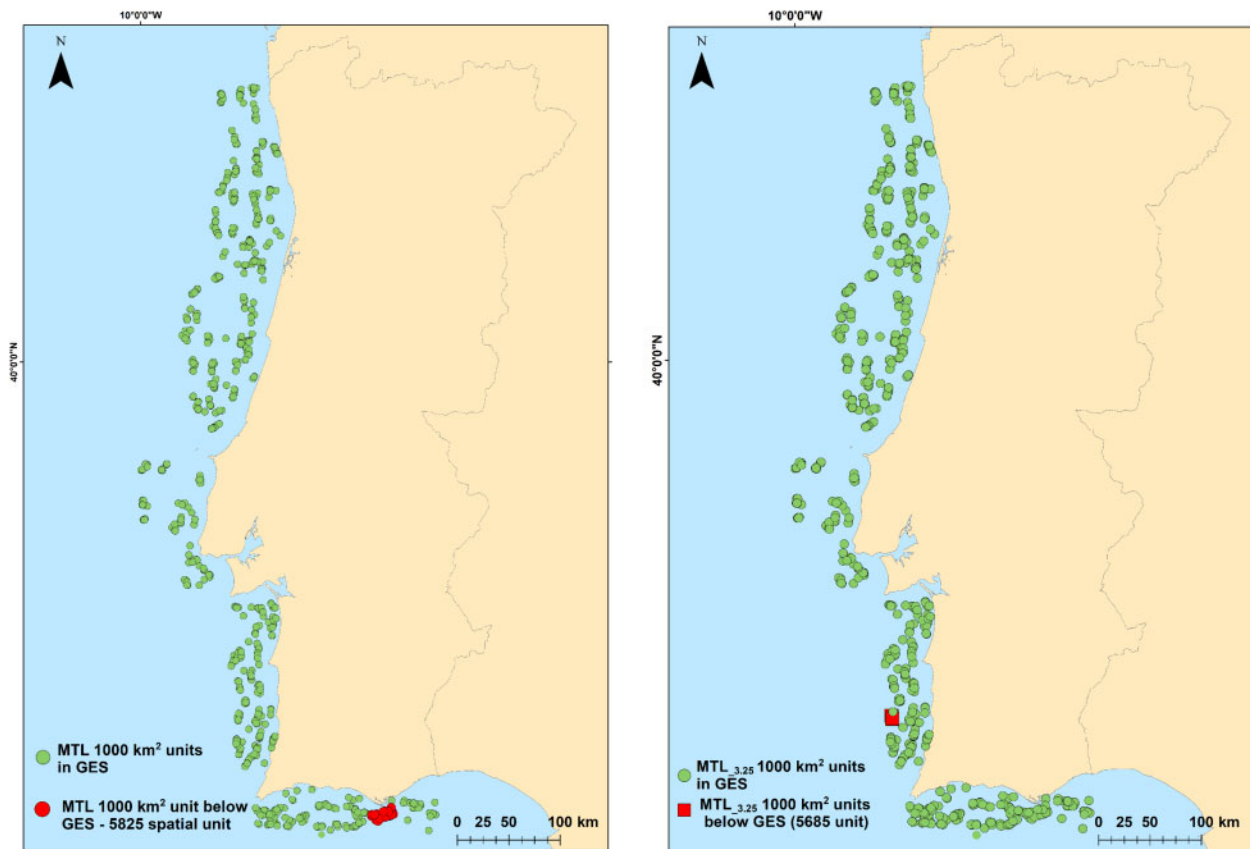 10°0'0"W
N
40°0'0"N
MTL 1000 km² units
in GES
MTL 1000 km² unit below
GES - 5825 spatial unit
0 25 50 100 km
10°0'0"W
N
40°0'0"N
MTL_3.25 1000 km² units
in GES
MTL_3.25 1000 km² units
below GES (5685 unit)
0 25 50 100 km